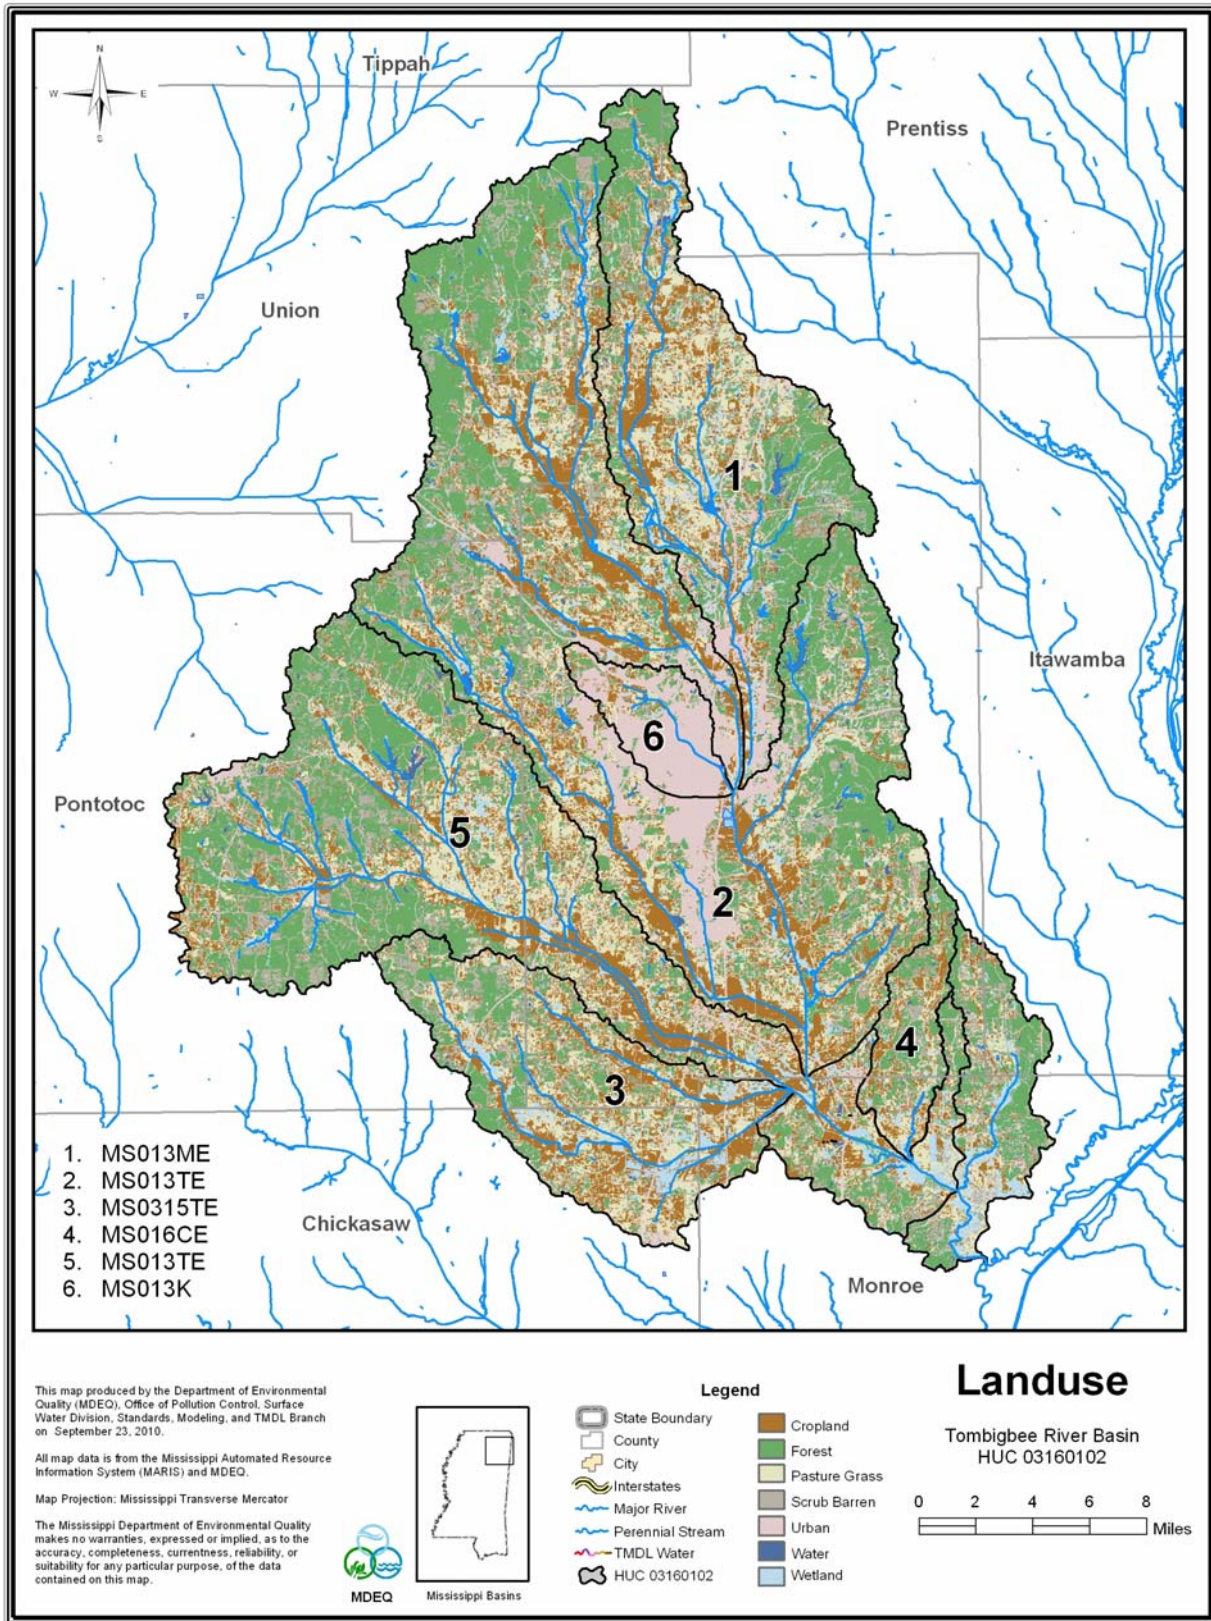 N
W E
S
Tippah
Prentiss
Union
1
Itawamba
6
Pontotoc
5
2
4
3
1. MS013ME
2. MS013TE
3. MS0315TE
4. MS016CE
5. MS013TE
6. MS013K
Chickasaw
Monroe
This map produced by the Department of Environmental
Quality (MDEQ), Office of Pollution Control, Surface
Water Division, Standards, Modeling, and TMDL Branch
on September 23, 2010.
All map data is from the Mississippi Automated Resource
Information System (MARIS) and MDEQ.
Map Projection: Mississippi Transverse Mercator
The Mississippi Department of Environmental Quality
makes no warranties, expressed or implied, as to the
accuracy, completeness, currentness, reliability, or
suitability for any particular purpose, of the data
contained on this map.
MDEQ
Mississippi Basins
Legend
State Boundary
County
City
Interstates
Major River
Perennial Stream
TMDL Water
HUC 03160102
Cropland
Forest
Pasture Grass
Scrub Barren
Urban
Water
Wetland
Landuse
Tombigbee River Basin
HUC 03160102
0 2 4 6 8
Miles